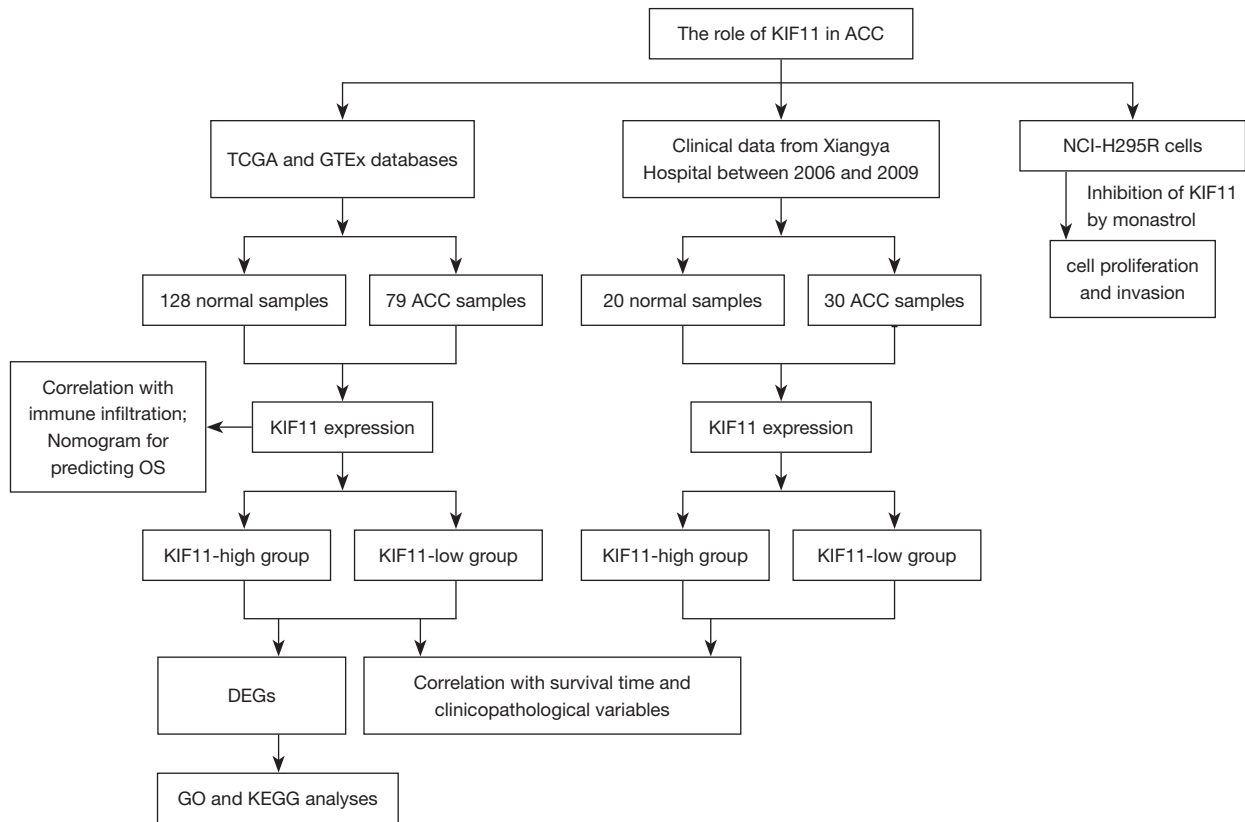 The role of KIF11 in ACC
TCGA and GTEx databases
Clinical data from Xiangya
Hospital between 2006 and 2009
NCI-H295R cells
Inhibition of KIF11
by monastrol
cell proliferation
and invasion
128 normal samples
79 ACC samples
20 normal samples
30 ACC samples
Correlation with
immune infiltration;
Nomogram for
predicting OS
KIF11 expression
KIF11 expression
KIF11-high group
KIF11-low group
KIF11-high group
KIF11-low group
DEGs
Correlation with survival time and
clinicopathological variables
GO and KEGG analyses